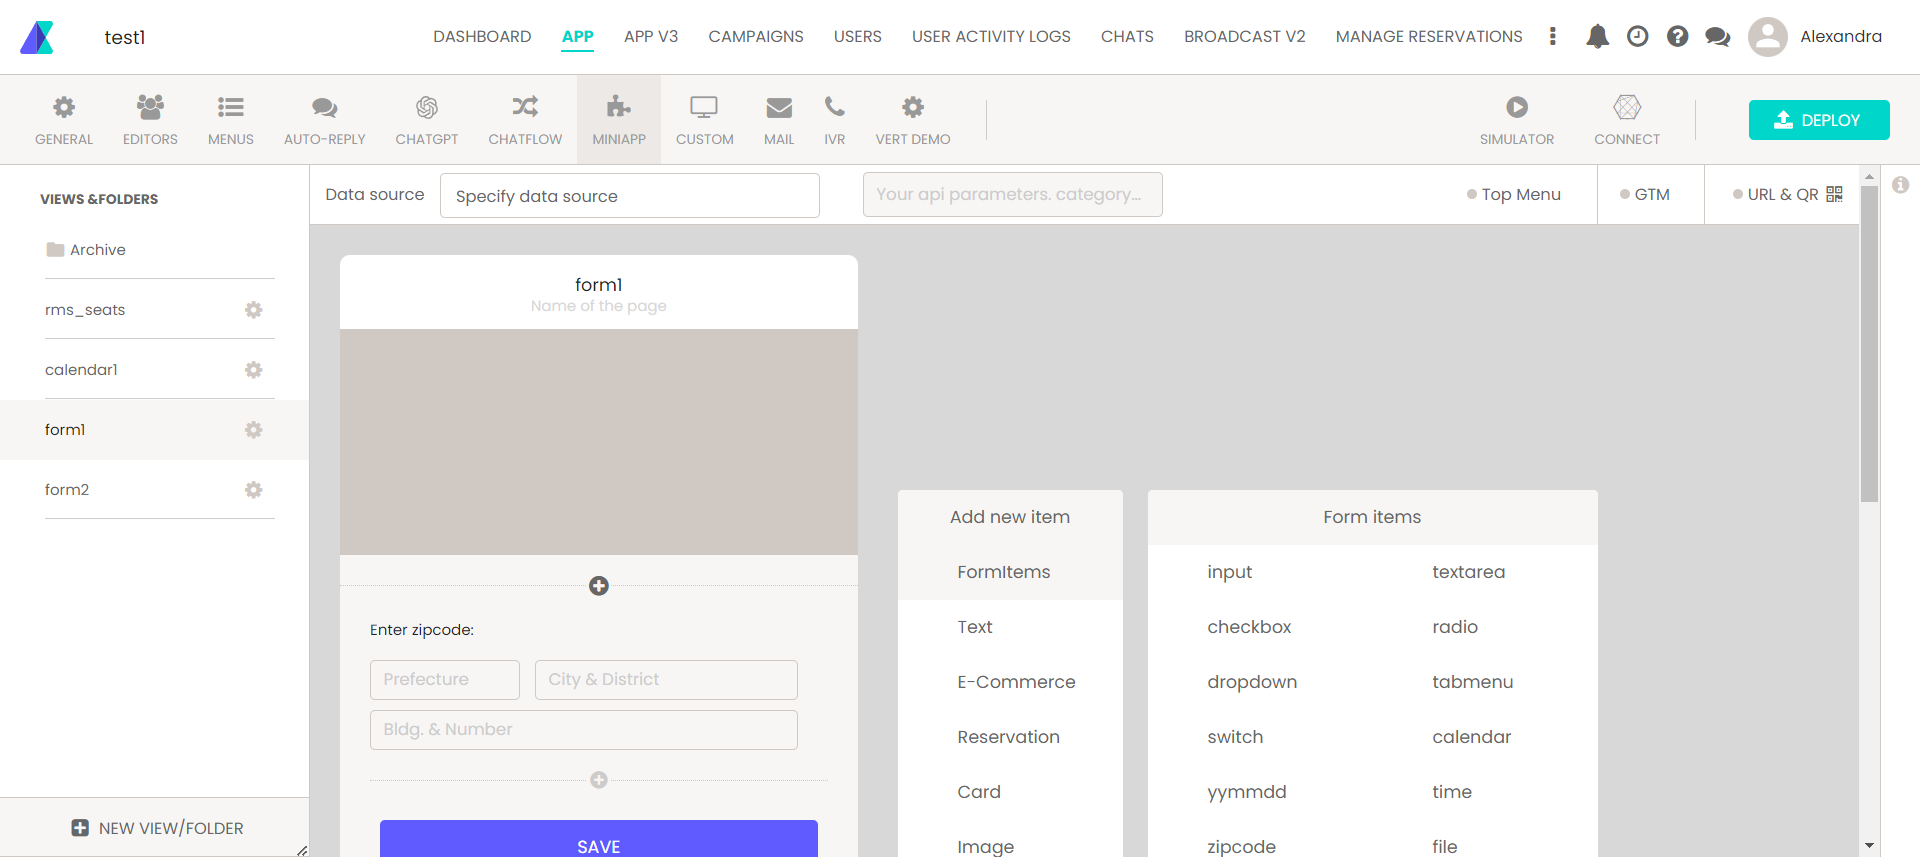 test1
DASHBOARD
APP
APP V3
CAMPAIGNS
USERS
USER ACTIVITY LOGS
CHATS
BROADCAST V2
MANAGE RESERVATIONS
Alexandra
GENERAL
EDITORS
MENUS
AUTO-REPLY
CHATGPT
CHATFLOW
MINIAPP
CUSTOM
MAIL
IVR
VERT DEMO
SIMULATOR
CONNECT
DEPLOY
VIEWS &FOLDERS
Archive
rms_seats
calendar1
form1
form2
NEW VIEW/FOLDER
Data source
Specify data source
Your api parameters. category...
Top Menu
GTM
URL & QR
form1
Name of the page
Enter zipcode:
Prefecture
City & District
Bldg. & Number
SAVE
Add new item
FormItems
Text
E-Commerce
Reservation
Card
Image
Form items
input
textarea
checkbox
radio
dropdown
tabmenu
switch
calendar
yymmdd
time
zipcode
file